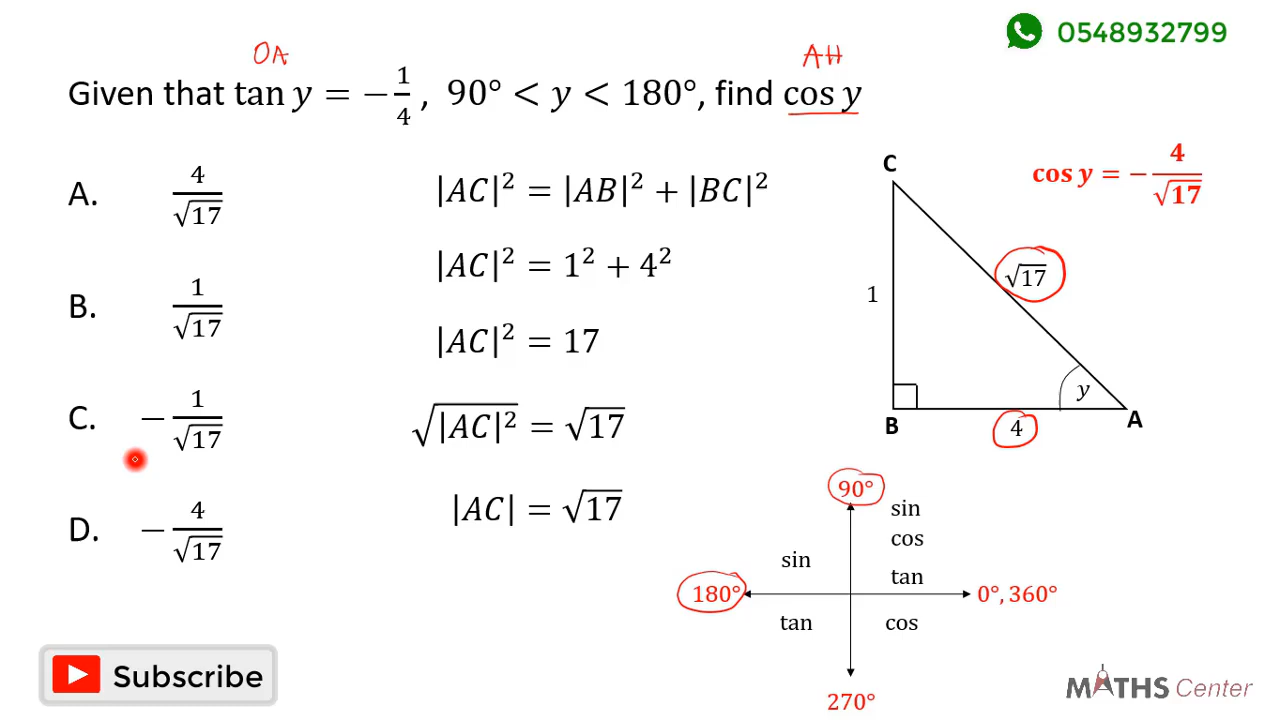 0548932799
OA AH
Given that tan y = −1/4 , 90° < y < 180°, find cos y
A. 4/√17
B. 1/√17
C. −1/√17
D. −4/√17
|AC|² = |AB|² + |BC|²
|AC|² = 1² + 4²
|AC|² = 17
√|AC|² = √17
|AC| = √17
cos y = −4/√17
C
1
√17
y
B
4
A
90°
sin
cos
sin
tan
180°
0°, 360°
tan
cos
270°
Subscribe
MATHS Center